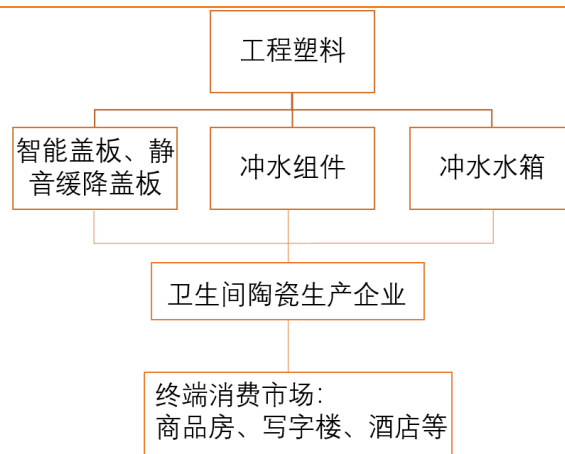 工程塑料
智能盖板、静
音缓降盖板
冲水组件
冲水水箱
卫生间陶瓷生产企业
终端消费市场：
商品房、写字楼、酒店等